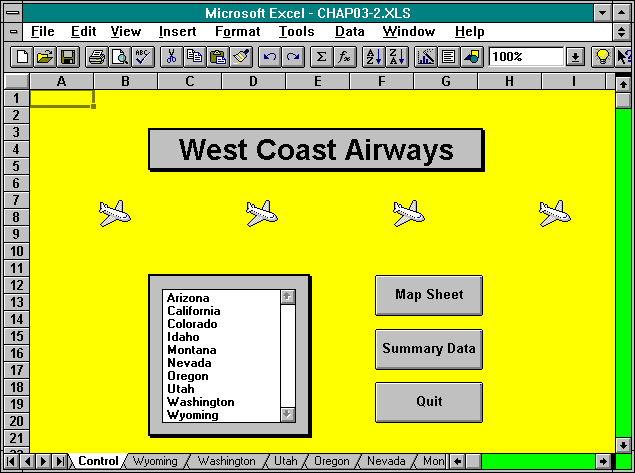 Microsoft Excel - CHAP03-2.XLS
File Edit View Insert Format Tools Data Window Help
ABC Σ fx A Z Z A 100% ?
A B C D E F G H I
1
2
3
4
5
6
7
8
9
10
11
12
13
14
15
16
17
18
19
20
21
West Coast Airways
Arizona
California
Colorado
Idaho
Montana
Nevada
Oregon
Utah
Washington
Wyoming
Map Sheet
Summary Data
Quit
Control Wyoming Washington Utah Oregon Nevada Mon